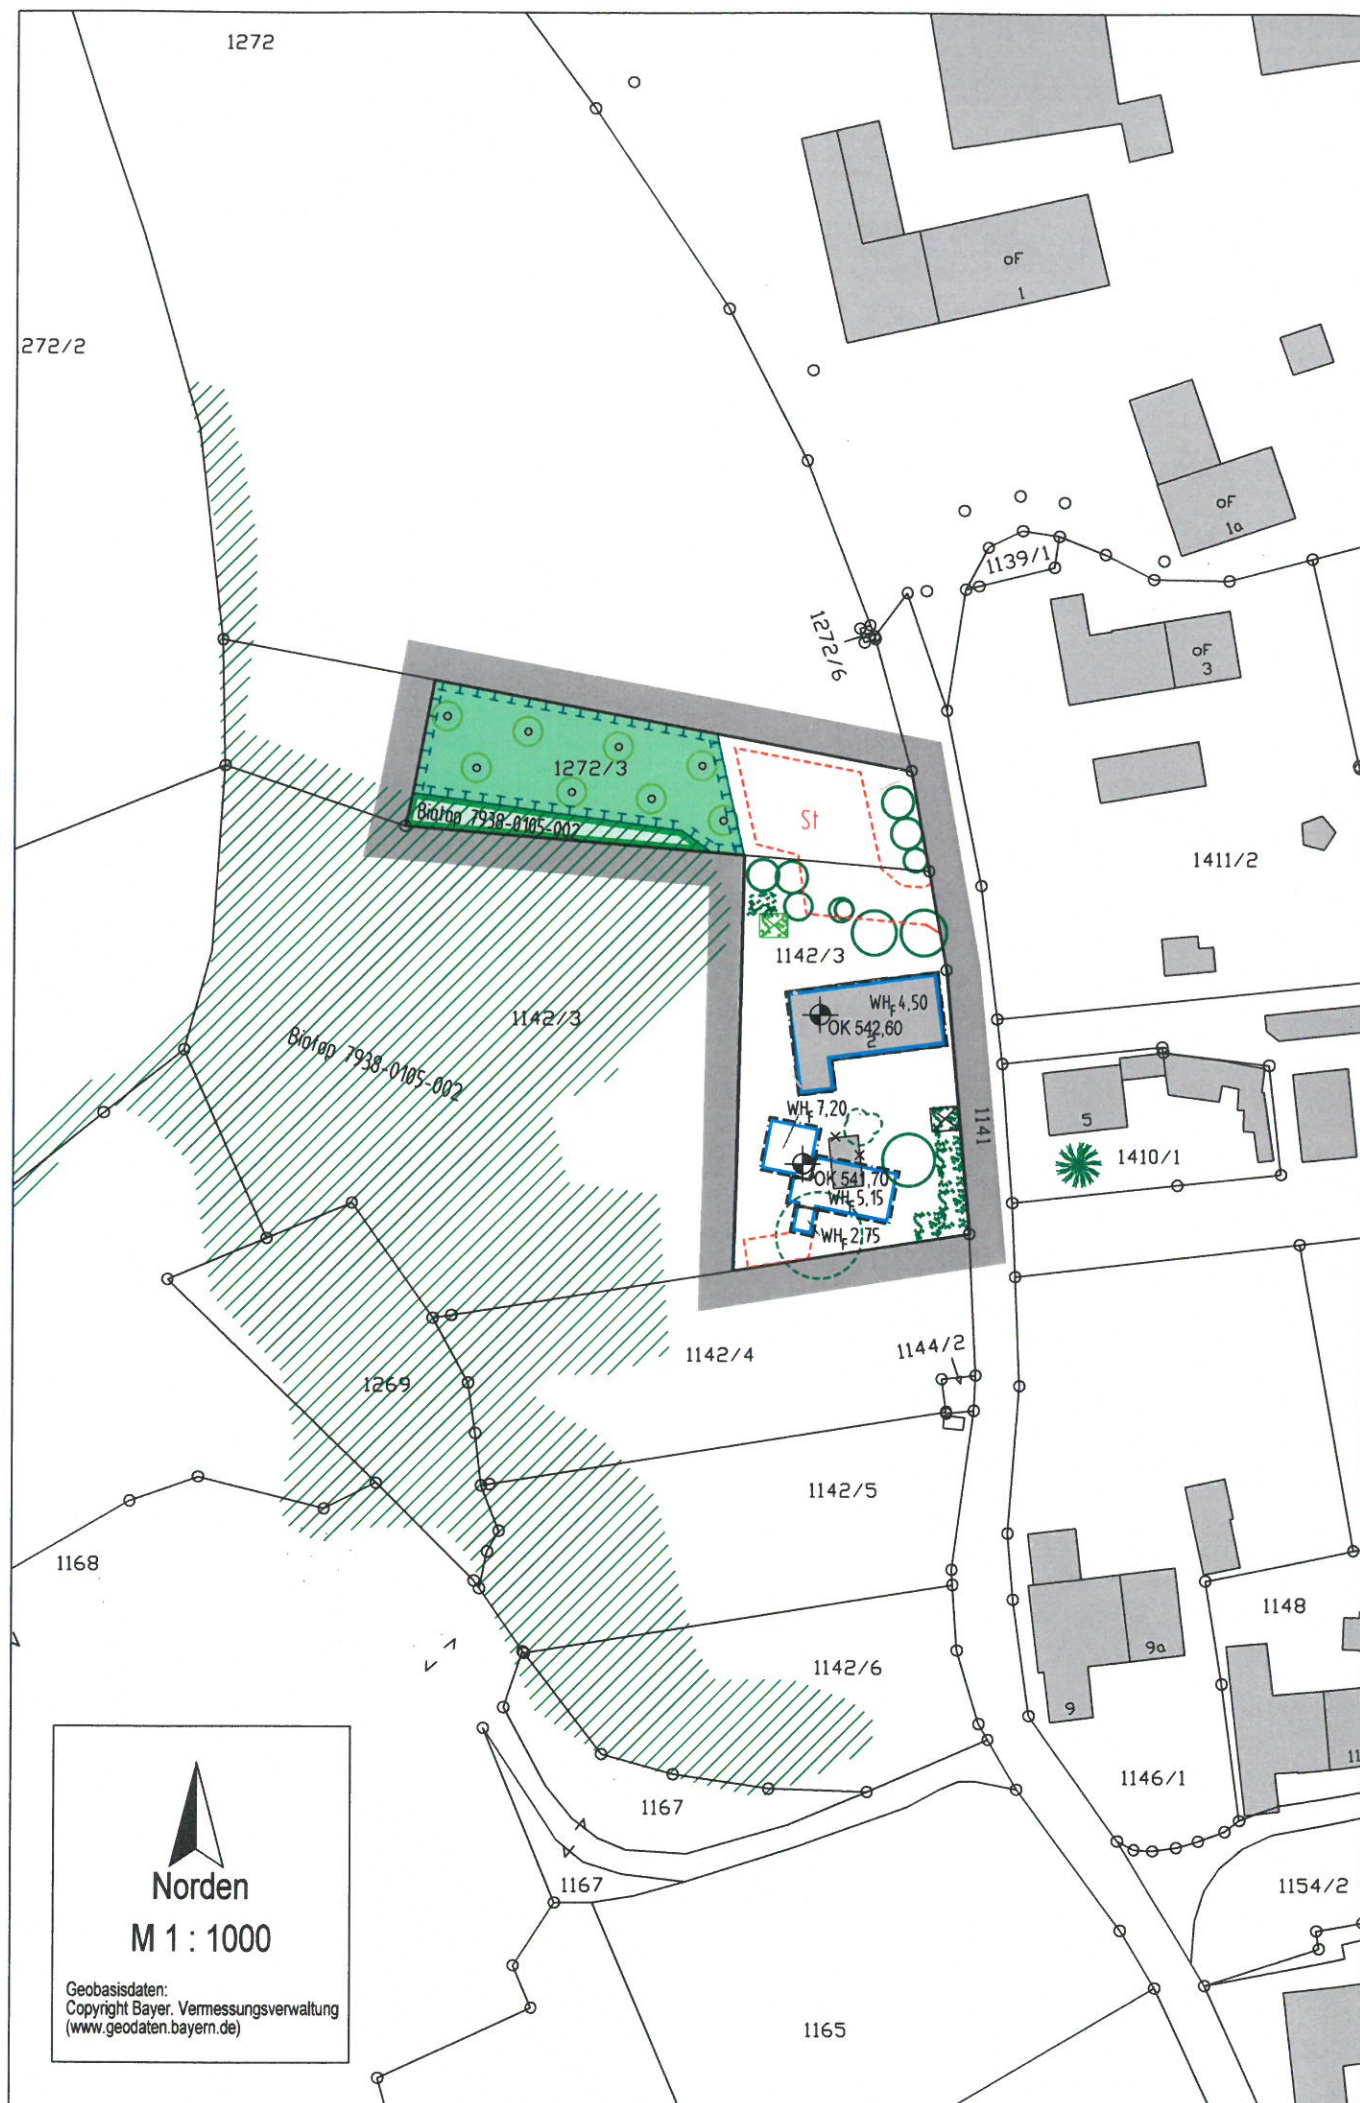 1272
oF
1
272/2
oF
1a
1139/1
1272/6
oF
3
1272/3
Biotop 7938-0105-002
St
1411/2
1142/3
1142/3
WHF 4,50
OK 542,60
2
Biotop 7938-0105-002
WHF 7,20
1141
5
1410/1
OK 541,70
WHF 5,15
WHF 2,75
1142/4
1144/2
1269
1142/5
1168
1148
9a
1142/6
9
11
1146/1
1167
1167
1154/2
Norden
M 1 : 1000
Geobasisdaten:
Copyright Bayer. Vermessungsverwaltung
(www.geodaten.bayern.de)
1165